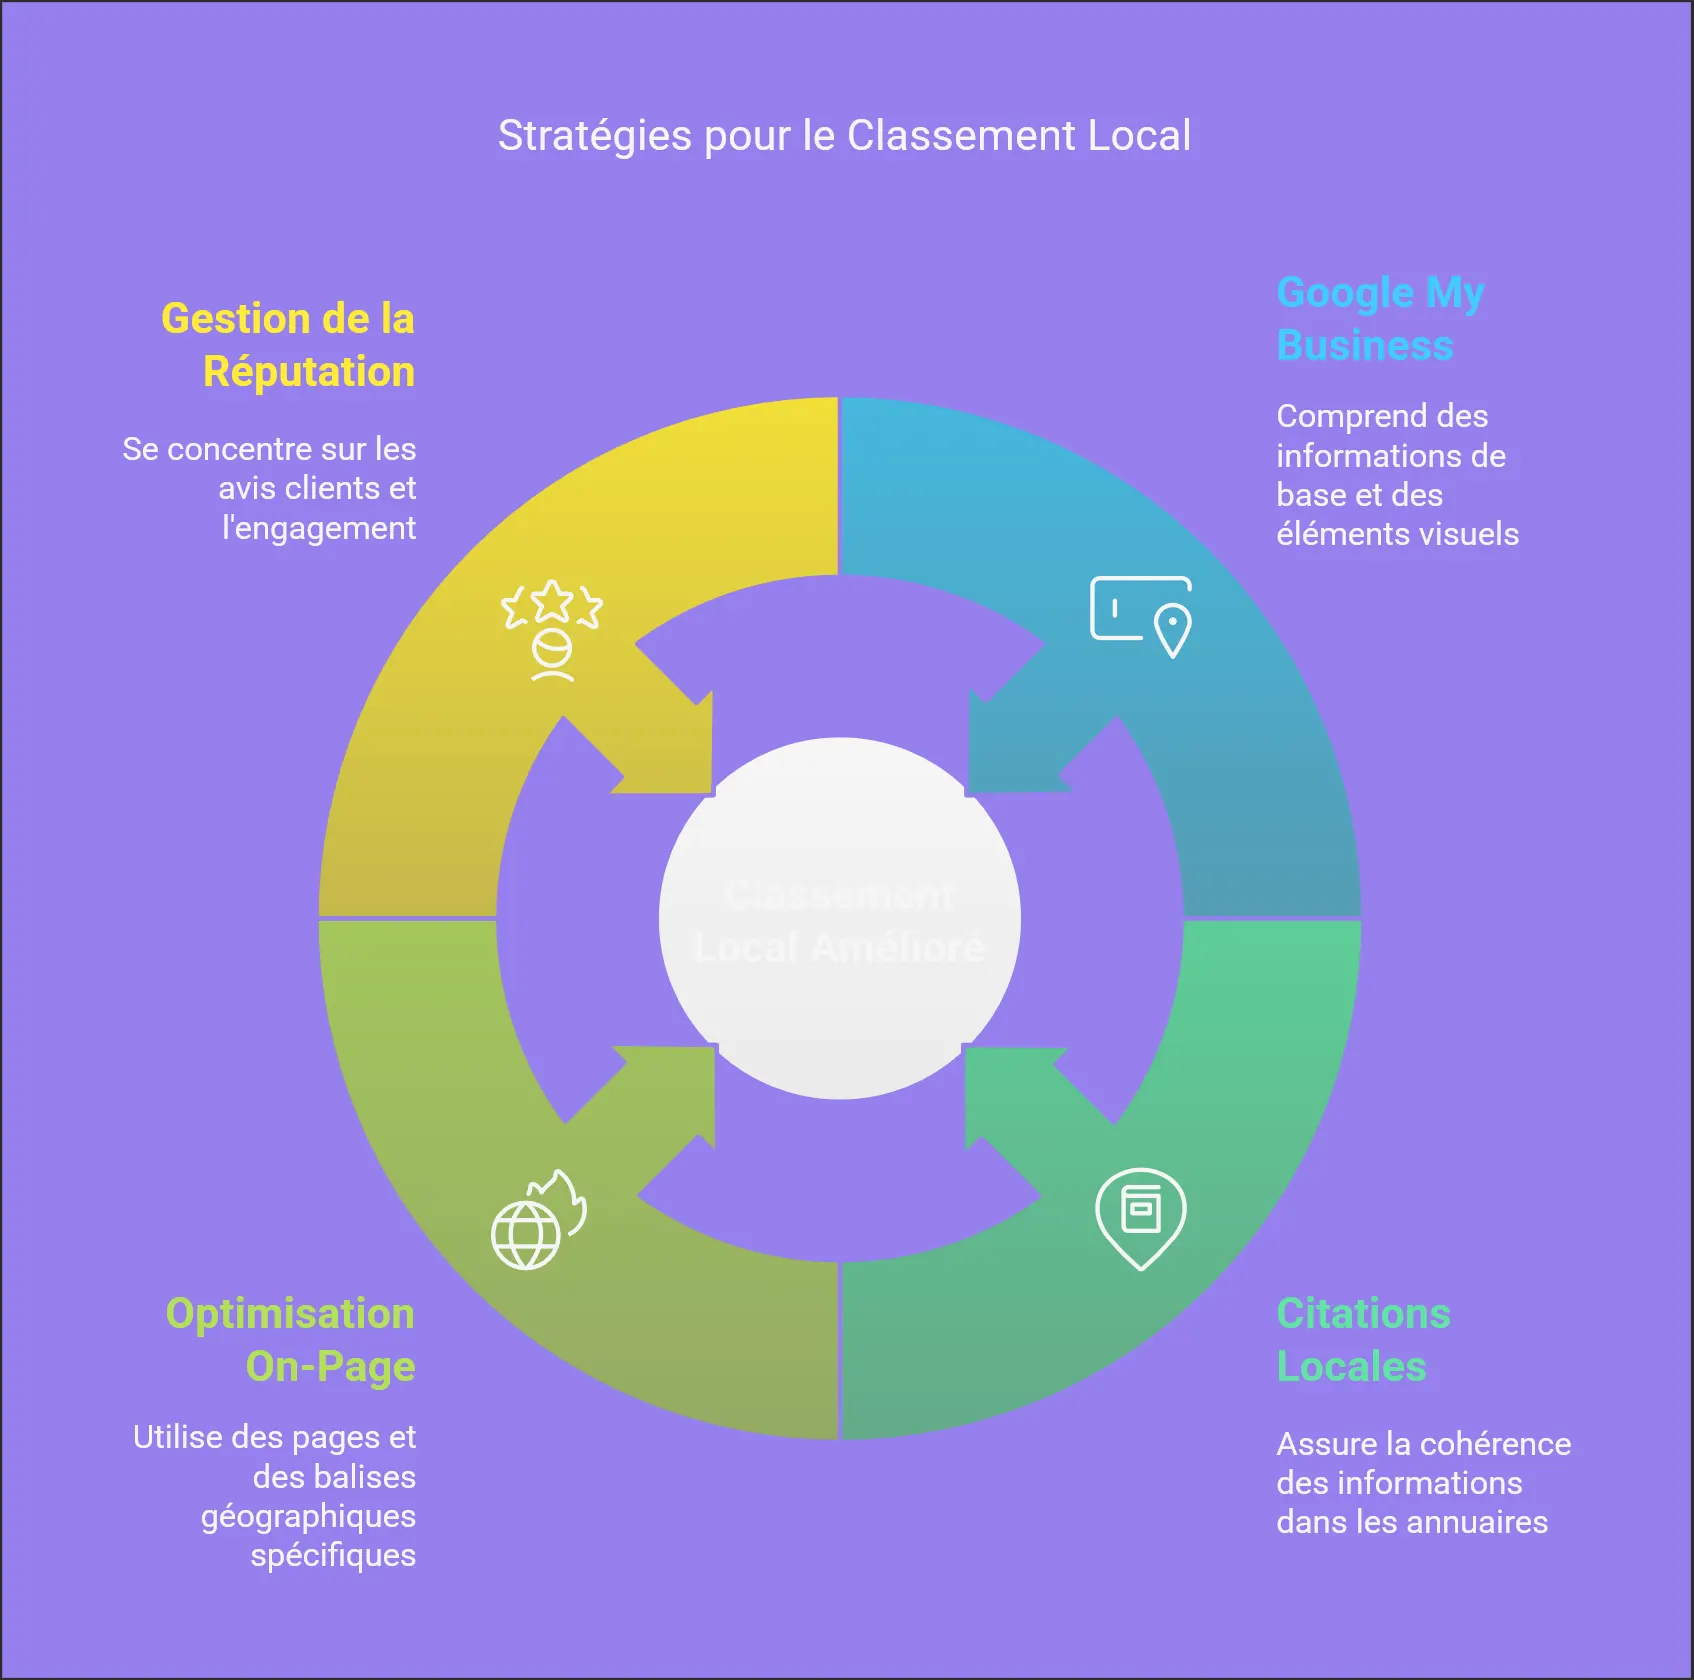 Stratégies pour le Classement Local
Gestion de la
Réputation
Se concentre sur les
avis clients et
l'engagement
Google My
Business
Comprend des
informations de
base et des
éléments visuels
Classement
Local Amélioré
Optimisation
On-Page
Utilise des pages et
des balises
géographiques
spécifiques
Citations
Locales
Assure la cohérence
des informations
dans les annuaires